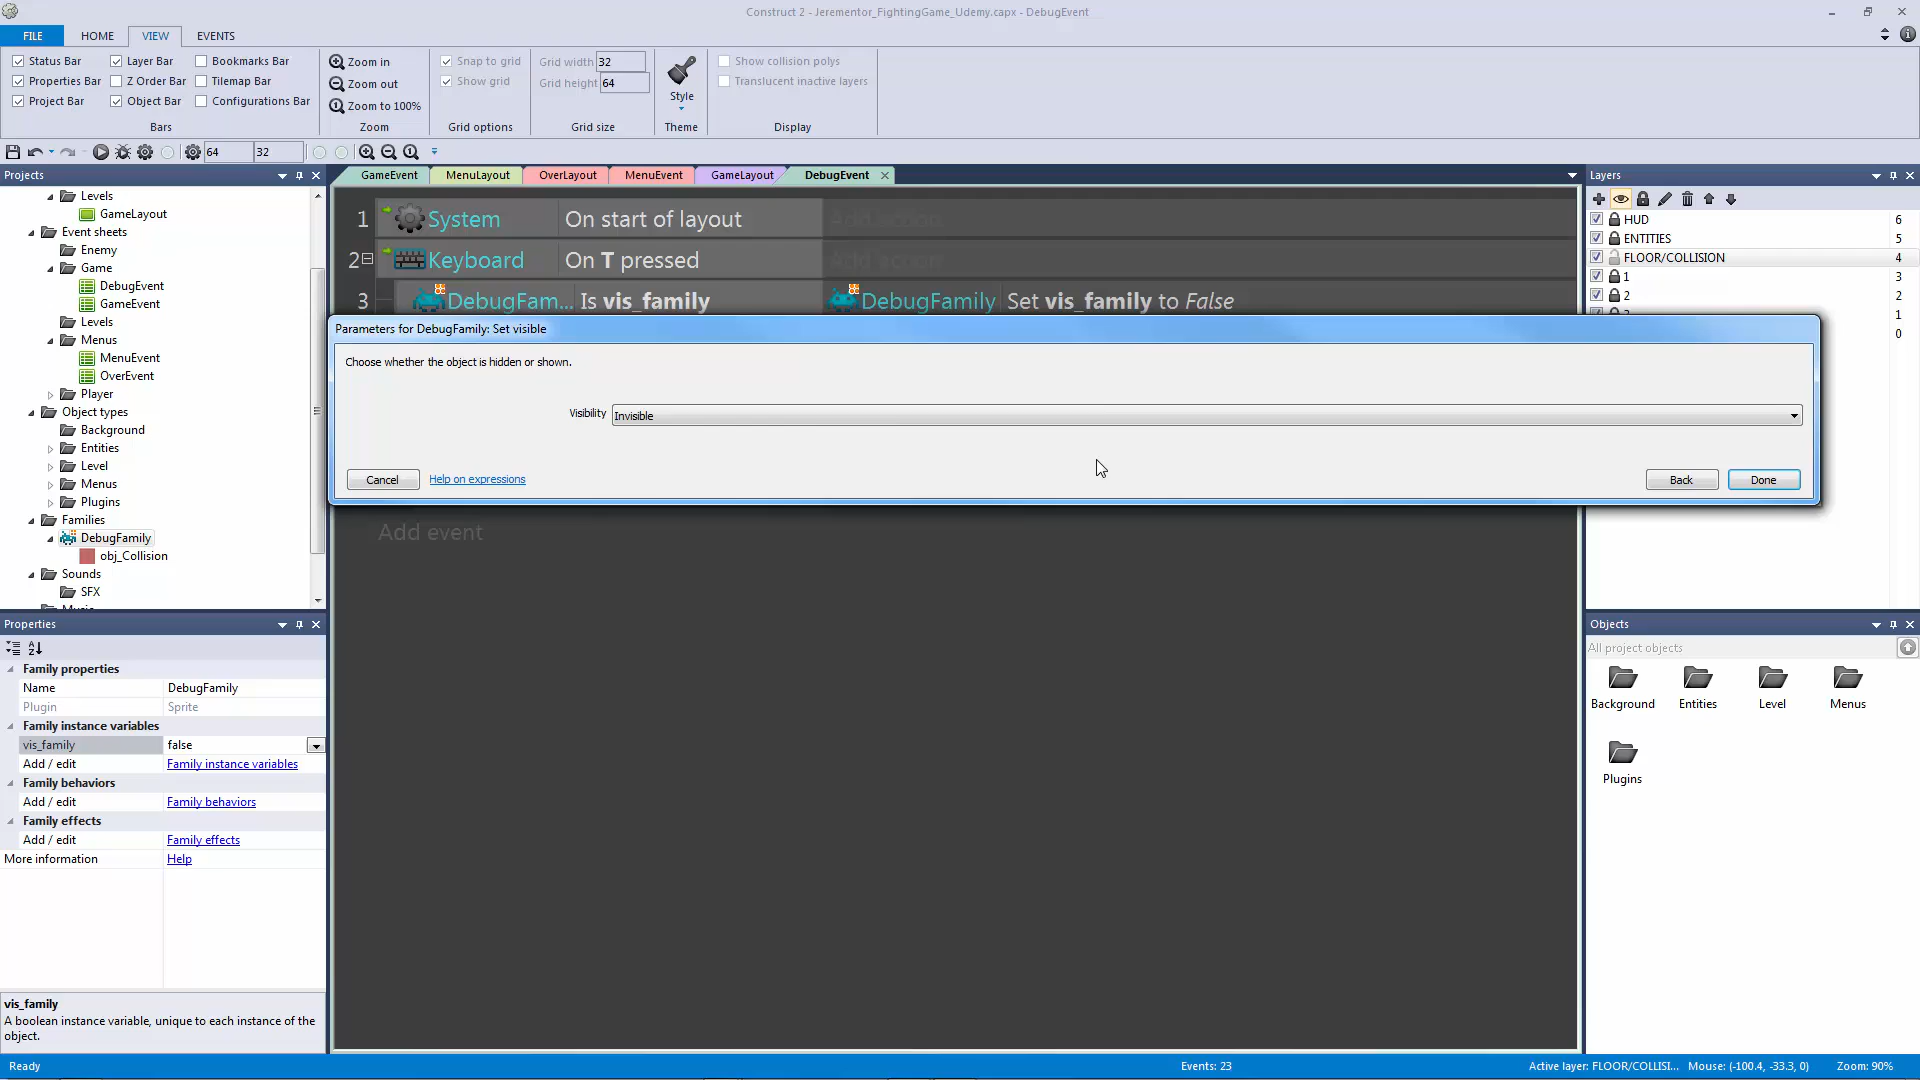 Construct 2 - Jerementor_FightingGame_Udemy.capx - DebugEvent
FILE HOME VIEW EVENTS
Status Bar Layer Bar Bookmarks Bar Zoom in Snap to grid Grid width 32 Show collision polys
Properties Bar Z Order Bar Tilemap Bar Zoom out Show grid Grid height 64 Translucent inactive layers
Project Bar Object Bar Configurations Bar Zoom to 100% Style
Bars Zoom Grid options Grid size Theme Display
64 32
Projects
Levels
GameLayout
Event sheets
Enemy
Game
DebugEvent
GameEvent
Levels
Menus
MenuEvent
OverEvent
Player
Object types
Background
Entities
Level
Menus
Plugins
Families
DebugFamily
obj_Collision
Sounds
SFX
GameEvent MenuLayout OverLayout MenuEvent GameLayout DebugEvent
1 System On start of layout Add action
2 Keyboard On T pressed Add action
3 DebugFam... Is vis_family DebugFamily Set vis_family to False
Parameters for DebugFamily: Set visible
Choose whether the object is hidden or shown.
Visibility Invisible
Cancel Help on expressions Back Done
Add event
Layers
HUD 6
ENTITIES 5
FLOOR/COLLISION 4
1 3
2 2
1
0
Properties
Family properties
Name DebugFamily
Plugin Sprite
Family instance variables
vis_family false
Add / edit Family instance variables
Family behaviors
Add / edit Family behaviors
Family effects
Add / edit Family effects
More information Help
vis_family
A boolean instance variable, unique to each instance of the
object.
Objects
All project objects
Background Entities Level Menus
Plugins
Ready Events: 23 Active layer: FLOOR/COLLISI... Mouse: (-100.4, -33.3, 0) Zoom: 90%